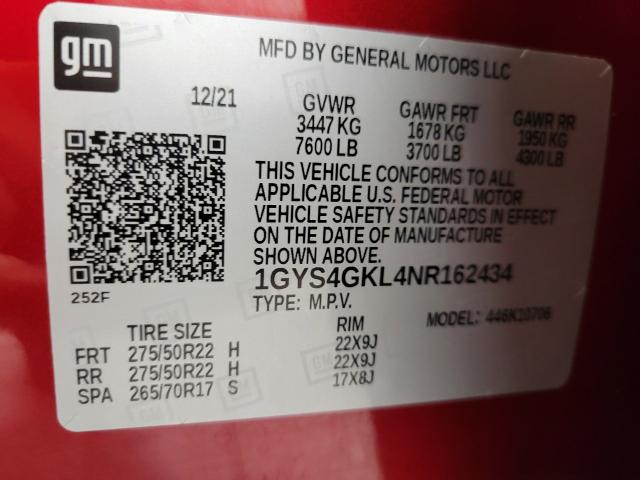 gm
MFD BY GENERAL MOTORS LLC
12/21
GVWR GAWR FRT GAWR RR
3447 KG 1678 KG 1950 KG
7600 LB 3700 LB 4300 LB
THIS VEHICLE CONFORMS TO ALL
APPLICABLE U.S. FEDERAL MOTOR
VEHICLE SAFETY STANDARDS IN EFFECT
ON THE DATE OF MANUFACTURE
SHOWN ABOVE.
252F
1GYS4GKL4NR162434
TYPE: M.P.V.
MODEL: 446K10706
TIRE SIZE RIM
FRT 275/50R22 H 22X9J
RR 275/50R22 H 22X9J
SPA 265/70R17 S 17X8J